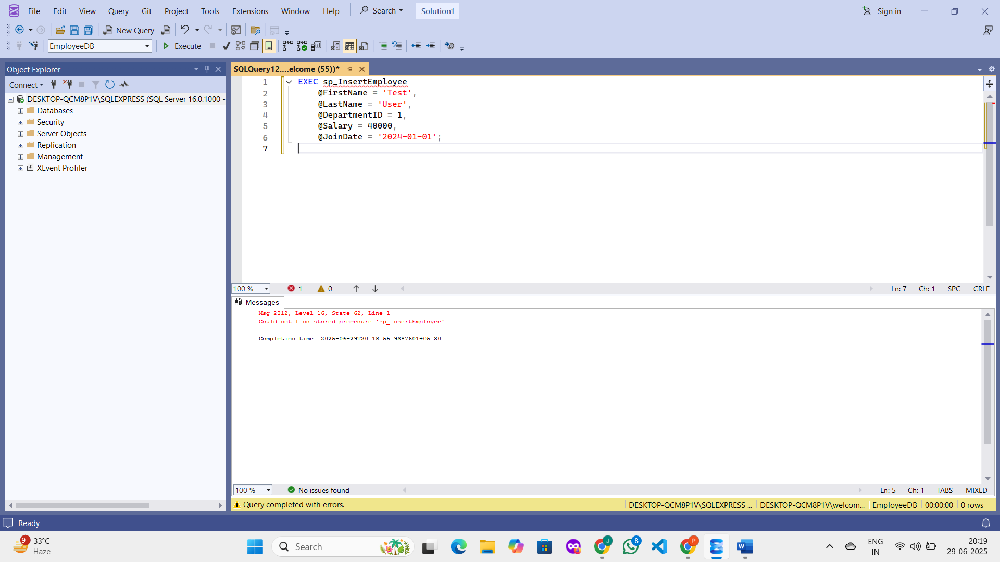 File Edit View Query Git Project Tools Extensions Window Help Search Solution1 Sign in
New Query
EmployeeDB Execute
Object Explorer
Connect
DESKTOP-QCM8P1V\SQLEXPRESS (SQL Server 16.0.1000 -
Databases
Security
Server Objects
Replication
Management
XEvent Profiler
SQLQuery12....elcome (55))*
1 EXEC sp_InsertEmployee
2 @FirstName = 'Test',
3 @LastName = 'User',
4 @DepartmentID = 1,
5 @Salary = 40000,
6 @JoinDate = '2024-01-01';
7
100 % 1 0 Ln: 7 Ch: 1 SPC CRLF
Messages
Msg 2812, Level 16, State 62, Line 1
Could not find stored procedure 'sp_InsertEmployee'.
Completion time: 2025-06-29T20:18:55.9387601+05:30
100 % No issues found Ln: 5 Ch: 1 TABS MIXED
Query completed with errors. DESKTOP-QCM8P1V\SQLEXPRESS ... DESKTOP-QCM8P1V\welcom... EmployeeDB 00:00:00 0 rows
Ready
9+ 33°C
Haze
Search
J
8
P
ENG
IN
20:19
29-06-2025